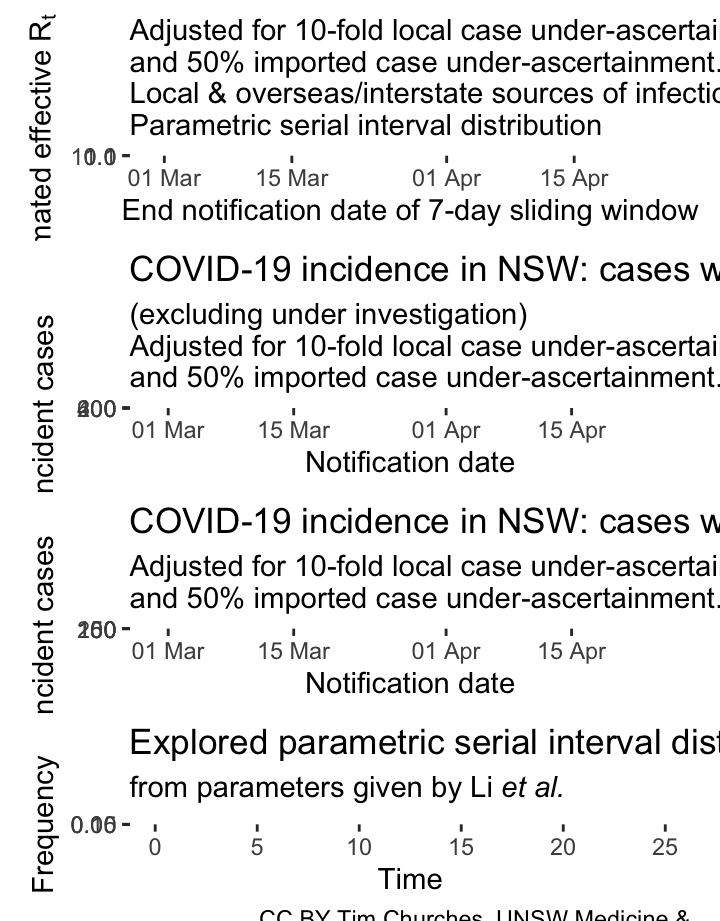 nated effective Rt
Adjusted for 10-fold local case under-ascertai
and 50% imported case under-ascertainment.
Local & overseas/interstate sources of infectio
Parametric serial interval distribution
01 Mar 15 Mar 01 Apr 15 Apr
End notification date of 7-day sliding window
COVID-19 incidence in NSW: cases w
(excluding under investigation)
Adjusted for 10-fold local case under-ascertai
and 50% imported case under-ascertainment.
ncident cases
01 Mar 15 Mar 01 Apr 15 Apr
Notification date
COVID-19 incidence in NSW: cases w
Adjusted for 10-fold local case under-ascertai
and 50% imported case under-ascertainment.
ncident cases
01 Mar 15 Mar 01 Apr 15 Apr
Notification date
Explored parametric serial interval dist
from parameters given by Li et al.
Frequency
0 5 10 15 20 25
Time
CC BY Tim Churches, UNSW Medicine &